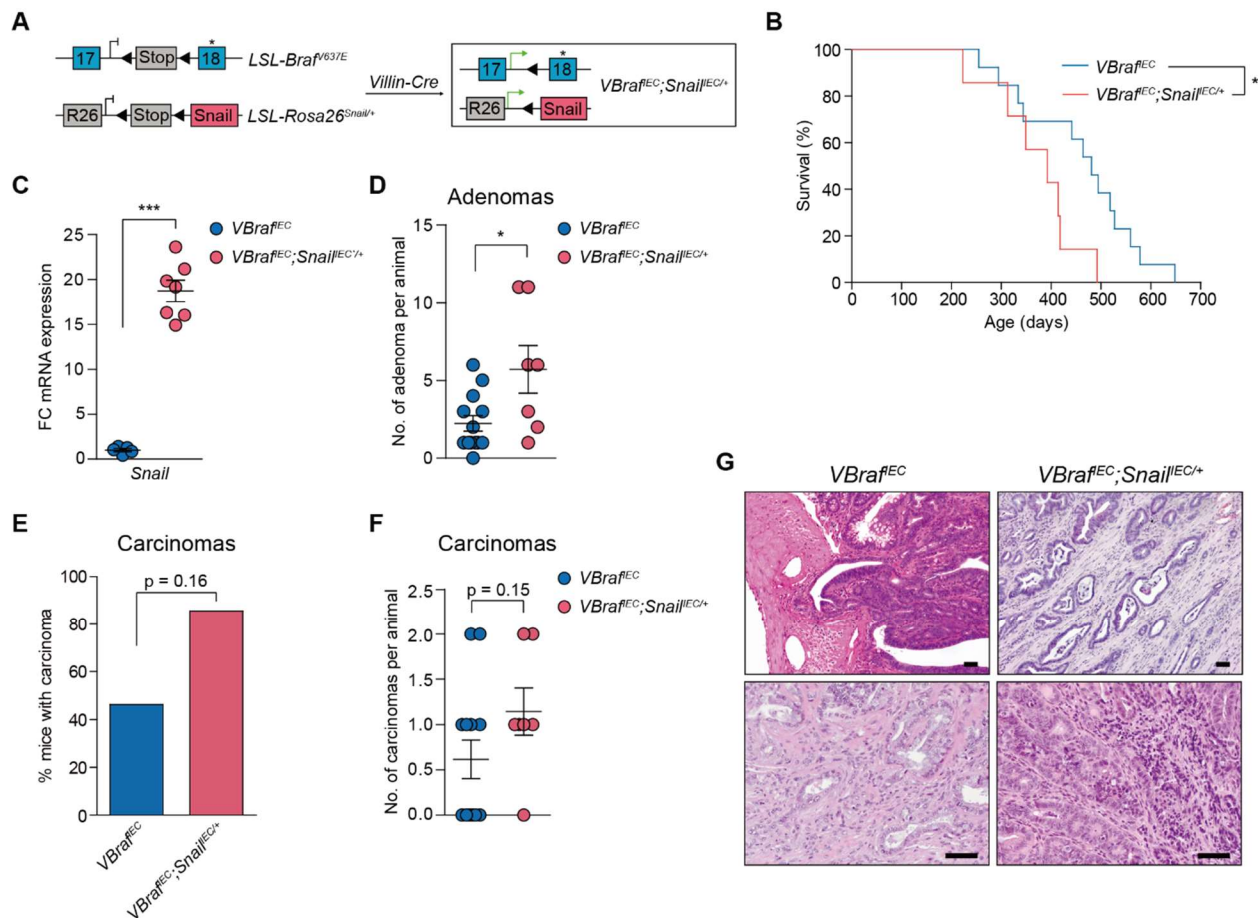 A
17
Stop
*
18
LSL-Braf^V637E
R26
Stop
Snail
LSL-Rosa26^Snail/+
Villin-Cre
17
*
18
R26
Snail
VBraf^IEC;Snail^IEC/+
B
Survival (%)
100
80
60
40
20
0
0 100 200 300 400 500 600 700
Age (days)
VBraf^IEC
VBraf^IEC;Snail^IEC/+
*
C
FC mRNA expression
25
20
15
10
5
0
***
Snail
VBraf^IEC
VBraf^IEC;Snail^IEC'/+
D
Adenomas
No. of adenoma per animal
15
10
5
0
*
VBraf^IEC
VBraf^IEC;Snail^IEC/+
E
Carcinomas
p = 0.16
% mice with carcinoma
100
80
60
40
20
0
VBraf^IEC
VBraf^IEC;Snail^IEC/+
F
Carcinomas
p = 0.15
No. of carcinomas per animal
2.5
2.0
1.5
1.0
0.5
0.0
VBraf^IEC
VBraf^IEC;Snail^IEC/+
G
VBraf^IEC
VBraf^IEC;Snail^IEC/+